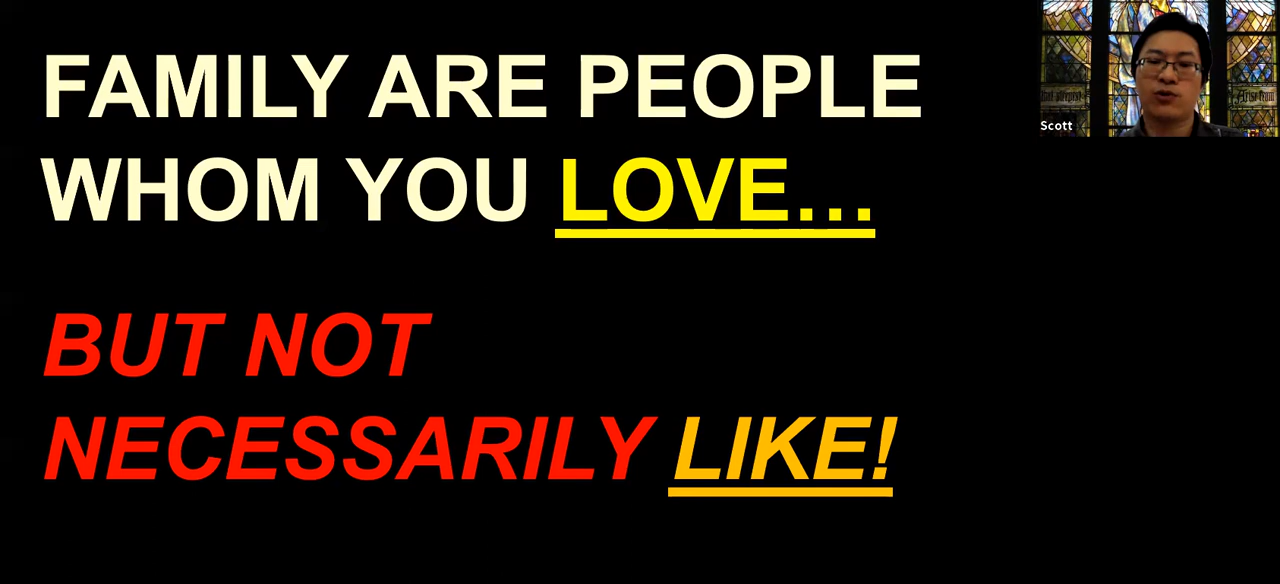 FAMILY ARE PEOPLE
WHOM YOU LOVE...
BUT NOT
NECESSARILY LIKE!
Scott